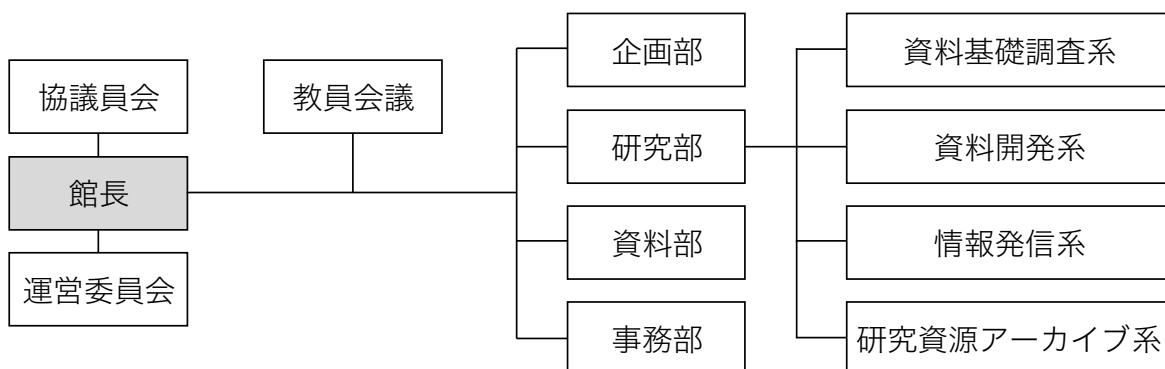 協議員会
館長
運営委員会
教員会議
企画部
研究部
資料部
事務部
資料基礎調査系
資料開発系
情報発信系
研究資源アーカイブ系